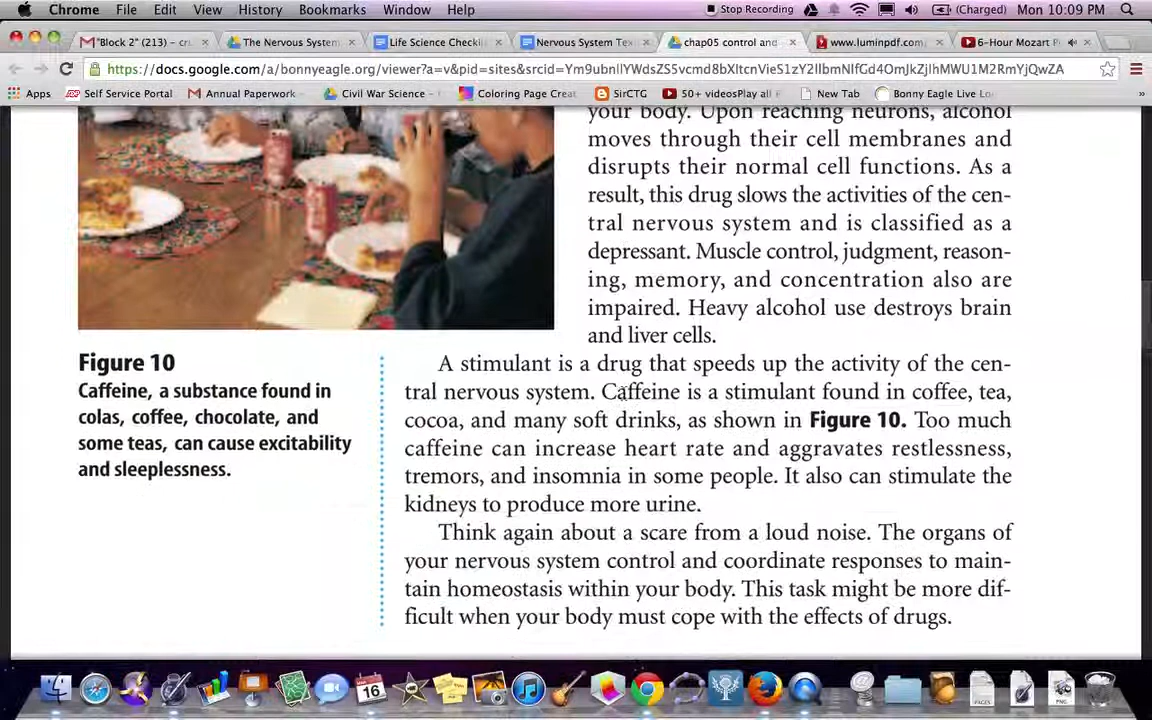 Chrome File Edit View History Bookmarks Window Help Stop Recording (Charged) Mon 10:09 PM
"Block 2" (213) - The Nervous System Life Science Checkli Nervous System Tex chap05 control and www.luminpdf.com/ 6-Hour Mozart P
https://docs.google.com/a/bonnyeagle.org/viewer?a=v&pid=sites&srcid=
Apps Self Service Portal Annual Paperwork Civil War Science - Coloring Page Creat SirCTG 50+ videosPlay all New Tab Bonny Eagle Live Lo »
your body. Upon reaching neurons, alcohol
moves through their cell membranes and
disrupts their normal cell functions. As a
result, this drug slows the activities of the cen-
tral nervous system and is classified as a
depressant. Muscle control, judgment, reason-
ing, memory, and concentration also are
impaired. Heavy alcohol use destroys brain
and liver cells.
Figure 10
Caffeine, a substance found in
colas, coffee, chocolate, and
some teas, can cause excitability
and sleeplessness.
A stimulant is a drug that speeds up the activity of the cen-
tral nervous system. Caffeine is a stimulant found in coffee, tea,
cocoa, and many soft drinks, as shown in Figure 10. Too much
caffeine can increase heart rate and aggravates restlessness,
tremors, and insomnia in some people. It also can stimulate the
kidneys to produce more urine.
Think again about a scare from a loud noise. The organs of
your nervous system control and coordinate responses to main-
tain homeostasis within your body. This task might be more dif-
ficult when your body must cope with the effects of drugs.